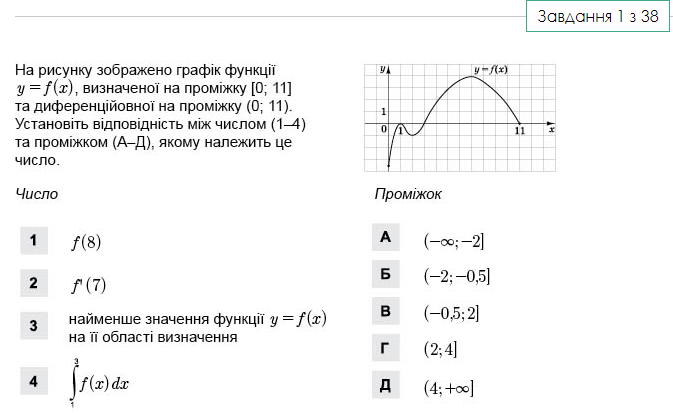 Завдання 1 з 38
На рисунку зображено графік функції
y = f(x), визначеної на проміжку [0; 11]
та диференційовної на проміжку (0; 11).
Установіть відповідність між числом (1–4)
та проміжком (А–Д), якому належить це
число.
y
y = f(x)
1
0
1
11
x
Число
Проміжок
1 f(8)
2 f'(7)
3 найменше значення функції y = f(x)
на її області визначення
4 ∫₁³ f(x) dx
А (−∞; −2]
Б (−2; −0,5]
В (−0,5; 2]
Г (2; 4]
Д (4; +∞]